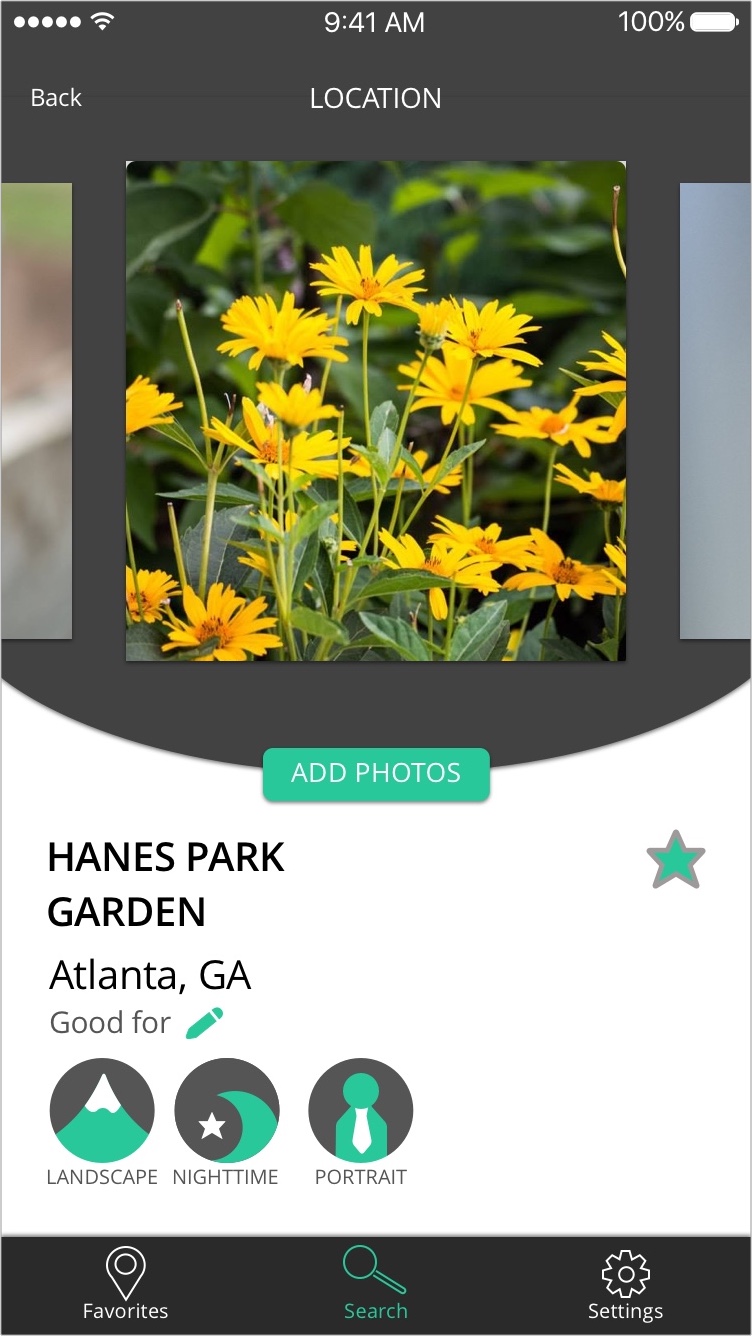 9:41 AM 100%
Back LOCATION
ADD PHOTOS
HANES PARK
GARDEN
Atlanta, GA
Good for
LANDSCAPE NIGHTTIME PORTRAIT
Favorites Search Settings